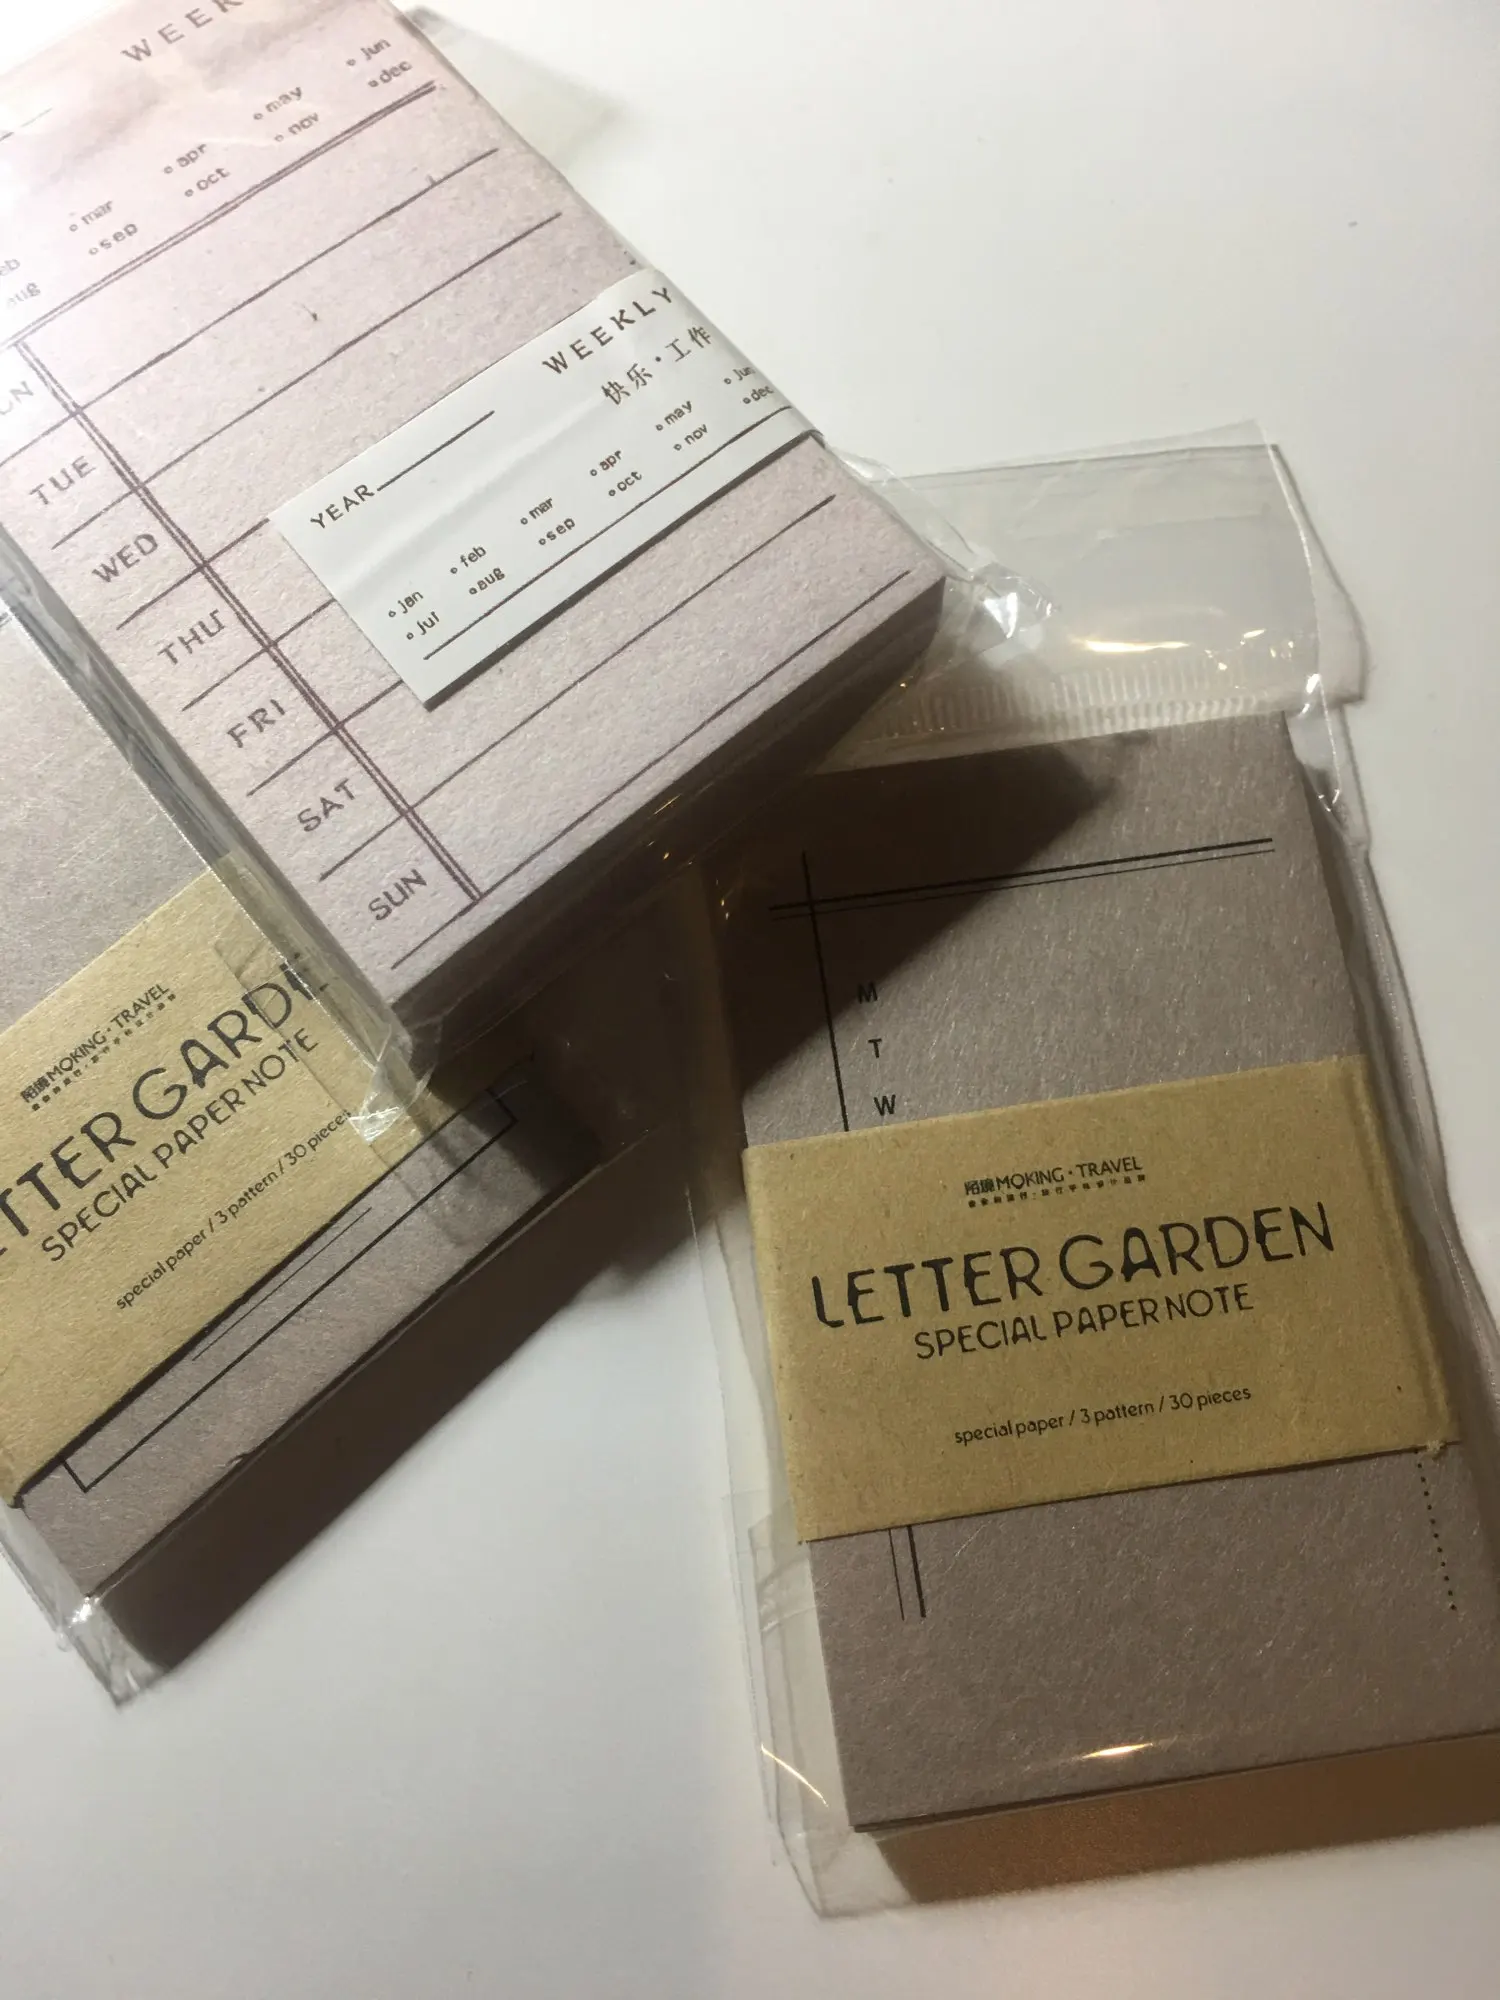 WEEK
may
jun
apr
nov
dec
mar
oct
sep
aug
TUE
WED
THU
FRI
SAT
SUN
WEEKLY
快乐·工作
YEAR
jan
feb
mar
apr
may
jun
jul
aug
sep
oct
nov
dec
MOKING·TRAVEL
TTER GARDE
SPECIAL PAPER NOTE
special paper / 3 pattern / 30 pieces
M
T
W
MOKING·TRAVEL
LETTER GARDEN
SPECIAL PAPER NOTE
special paper / 3 pattern / 30 pieces